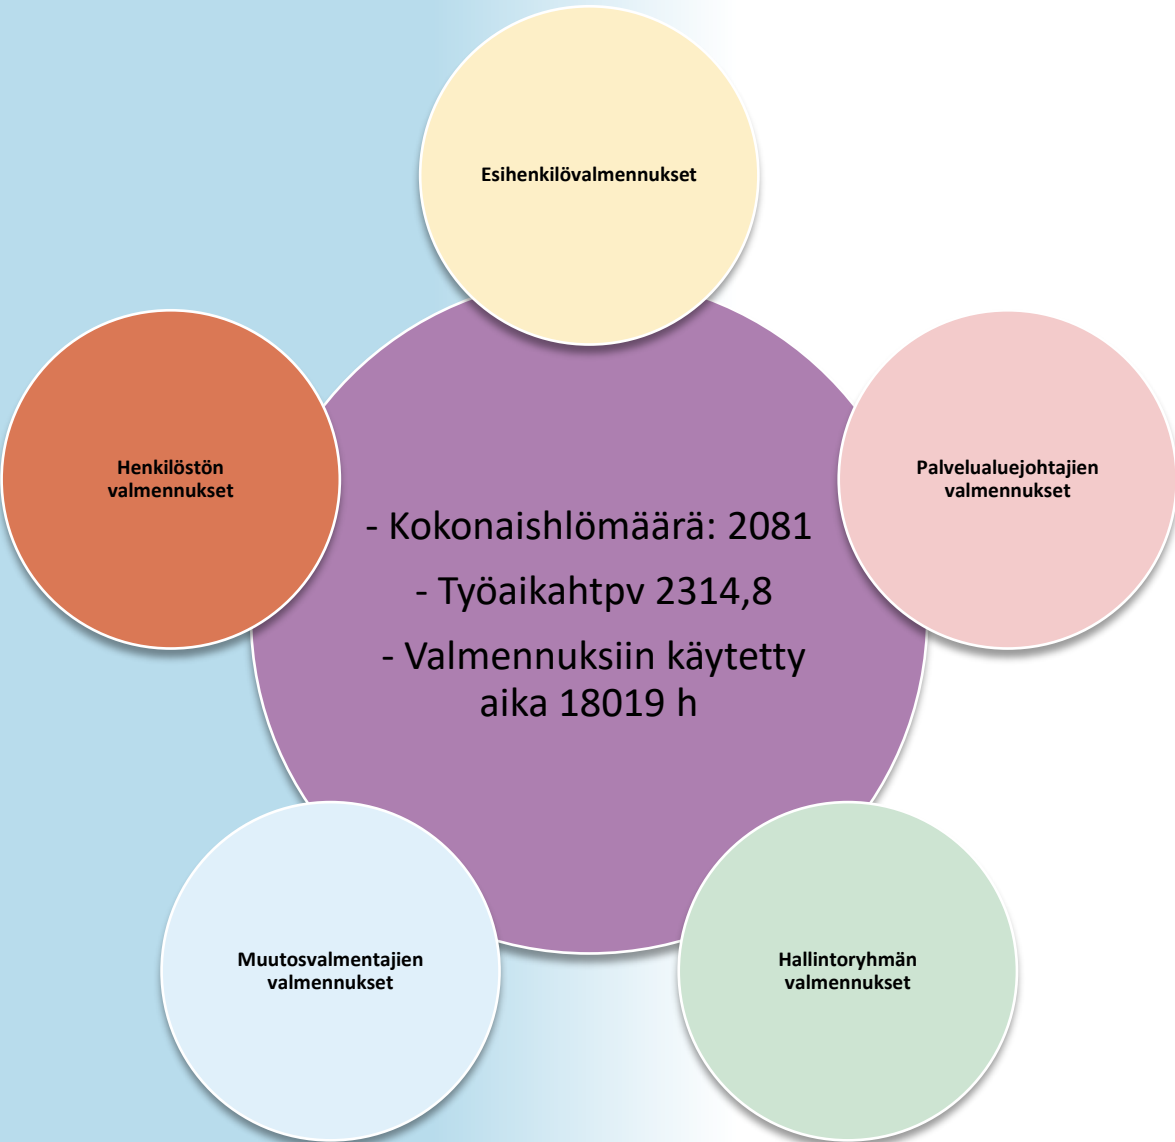 Esihenkilövalmennukset
Henkilöstön
valmennukset
Palvelualuejohtajien
valmennukset
- Kokonaishlömäärä: 2081
- Työaikahtpv 2314,8
- Valmennuksiin käytetty
aika 18019 h
Muutosvalmentajien
valmennukset
Hallintoryhmän
valmennukset